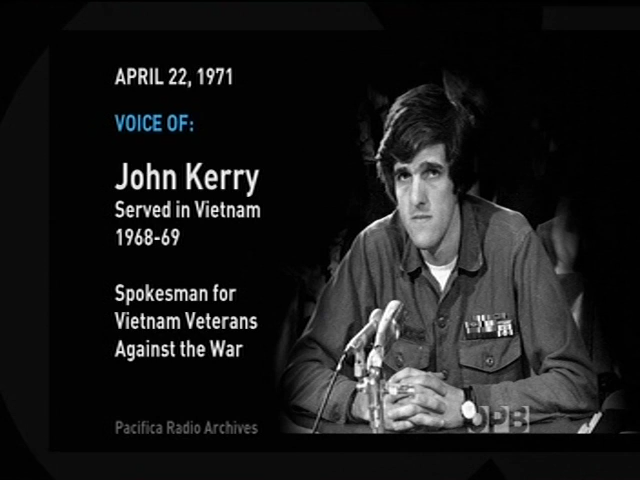 APRIL 22, 1971
VOICE OF:
John Kerry
Served in Vietnam
1968-69
Spokesman for
Vietnam Veterans
Against the War
Pacifica Radio Archives
OPB